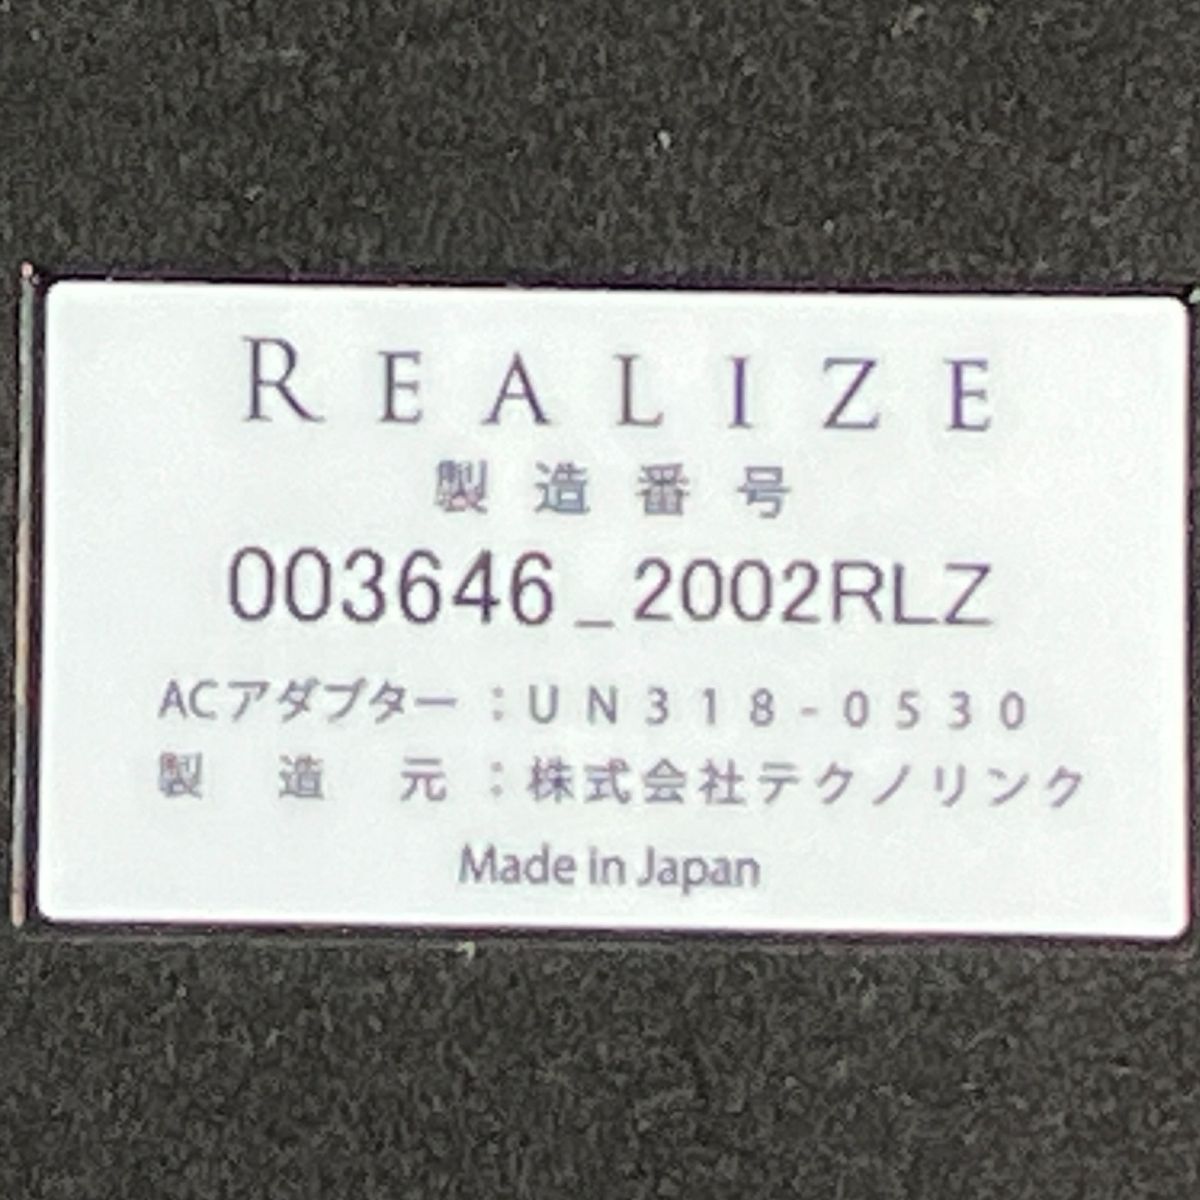 REALIZE
製造番号
003646_2002RLZ
ACアダプター：UN318-0530
製造元：株式会社テクノリンク
Made in Japan